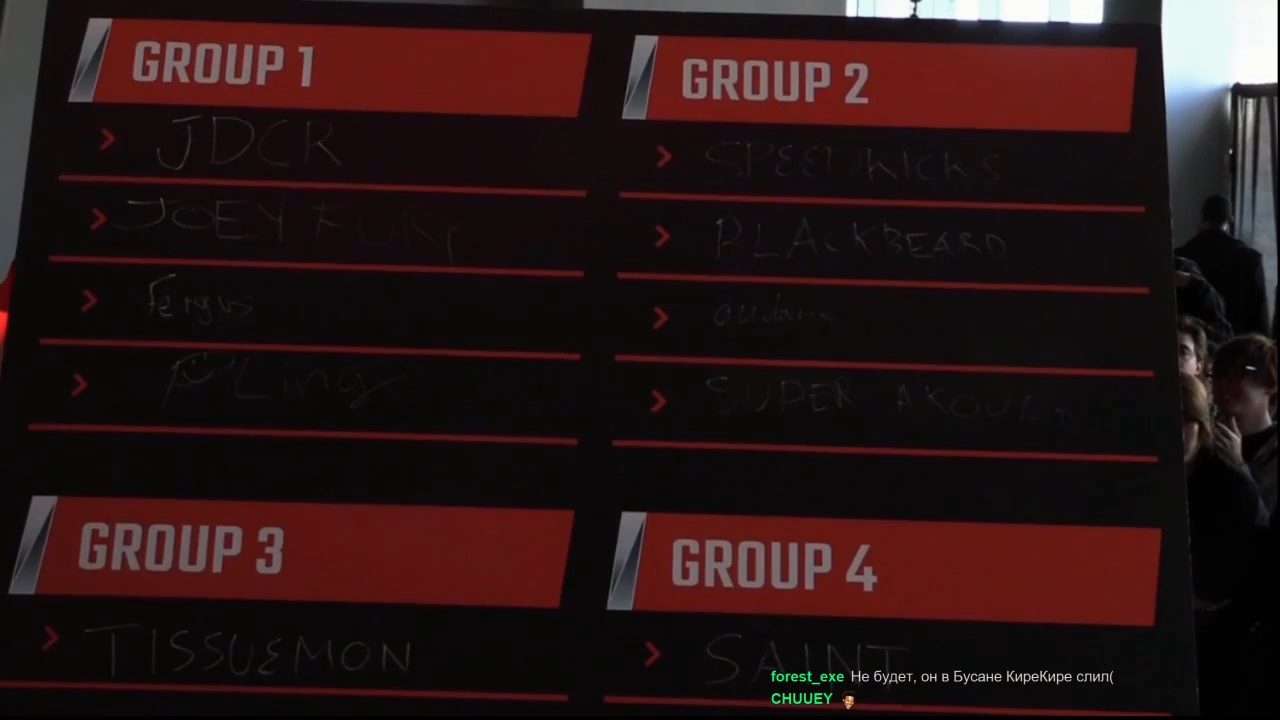 GROUP 1
JDCR
JOEY FURY
Fergus
PLing
GROUP 2
SPEEDKICKS
BLACKBEARD
SUPER AKOUMA
GROUP 3
TISSUEMON
GROUP 4
SAINT
forest_exe Не будет, он в Бусане КиреКире слил(
CHUUEY